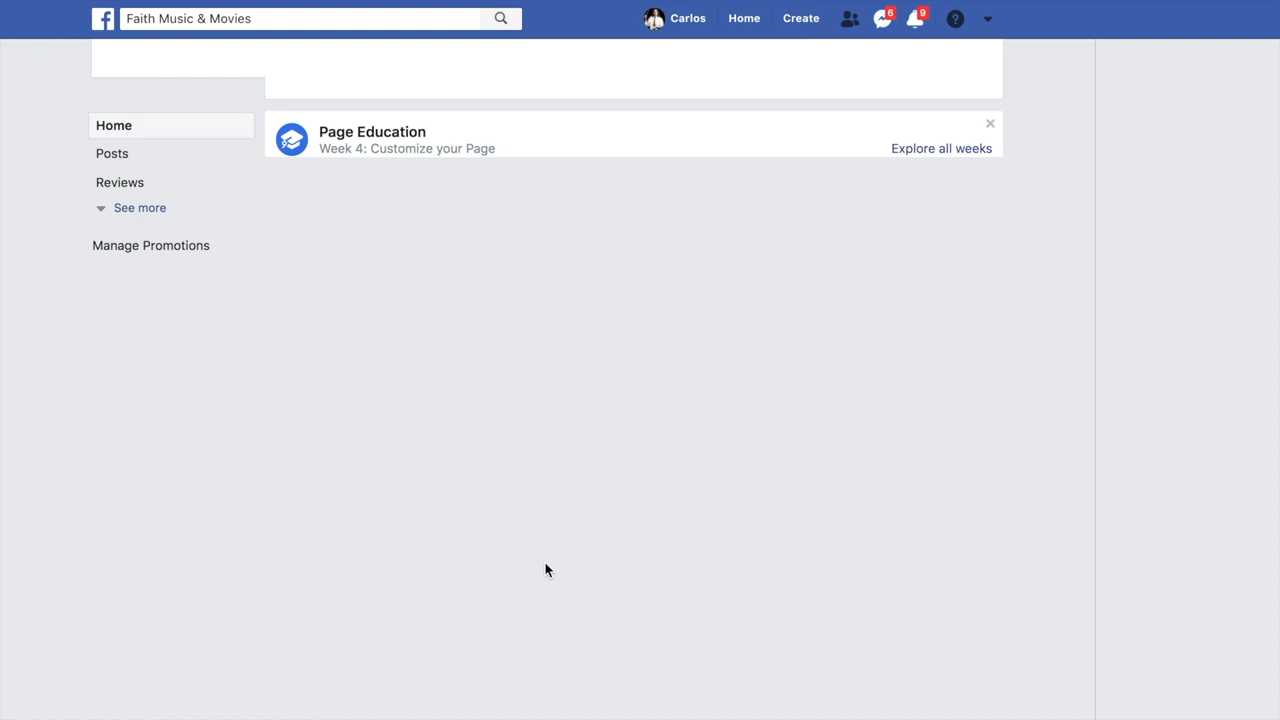 Faith Music & Movies
Carlos
Home
Create
6
9
Home
Posts
Reviews
See more
Manage Promotions
Page Education
Week 4: Customize your Page
Explore all weeks